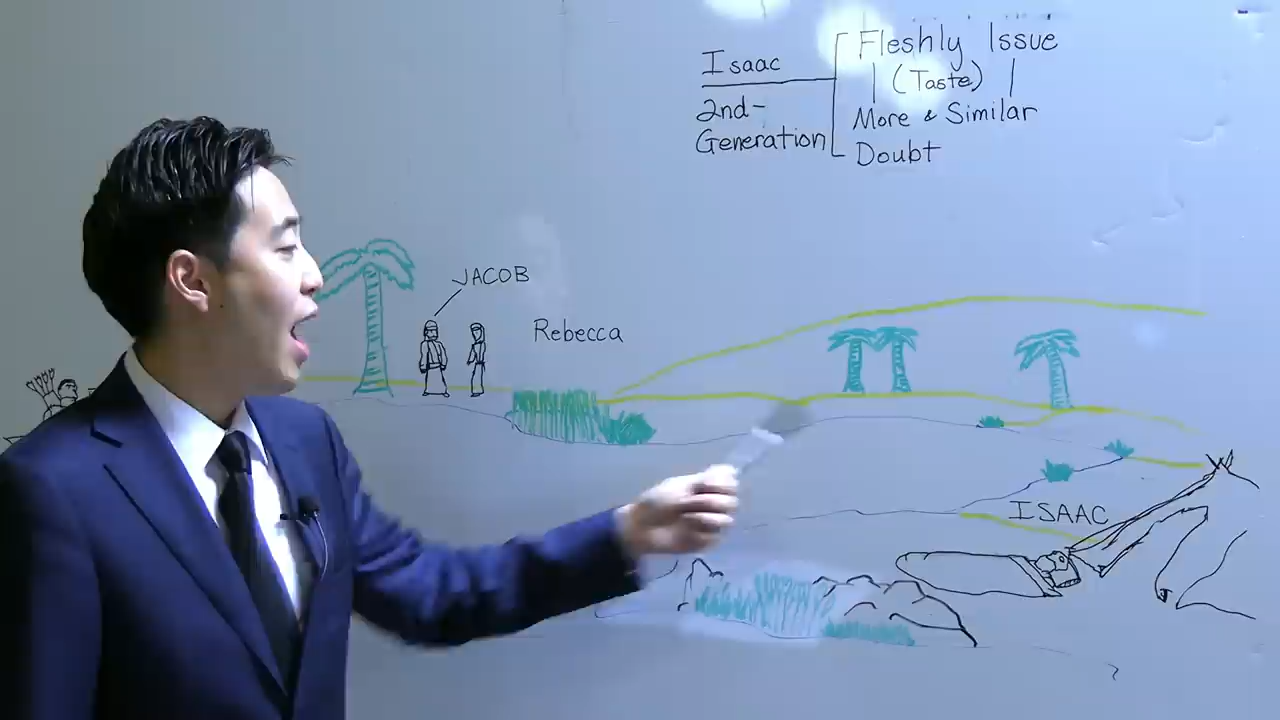 Isaac
2nd-
Generation
Fleshly Issue
(Taste)
More & Similar
Doubt
JACOB
Rebecca
ISAAC